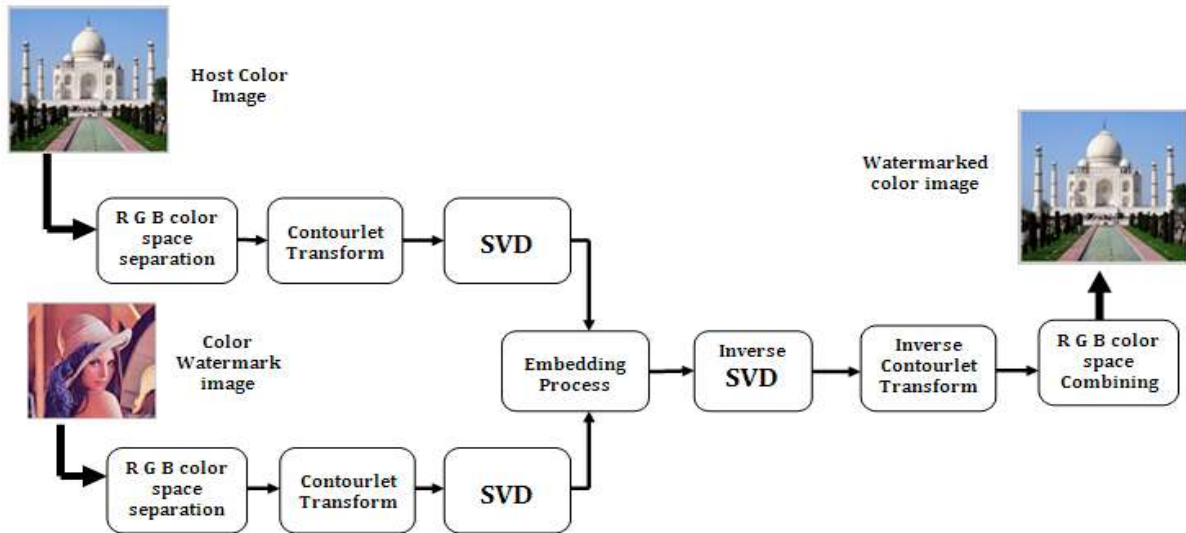 Host Color
Image
Watermarked
color image
R G B color
space
separation
Contourlet
Transform
SVD
Color
Watermark
image
Embedding
Process
Inverse
SVD
Inverse
Contourlet
Transform
R G B color
space
Combining
R G B color
space
separation
Contourlet
Transform
SVD